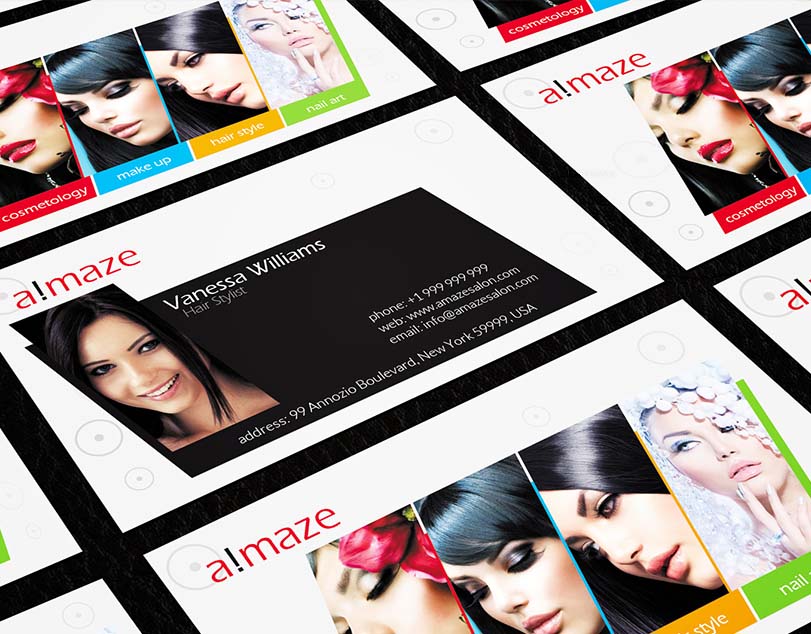 cosmetology
make up
hair style
nail art
cosmetology
a!maze
cosmetology
a!maze
Vanessa Williams
Hair Stylist
phone: +1 999 999 999
web: www.amazesalon.com
email: info@amazesalon.com
address: 99 Annozio Boulevard, New York 59999, USA
a!maze
style
nail